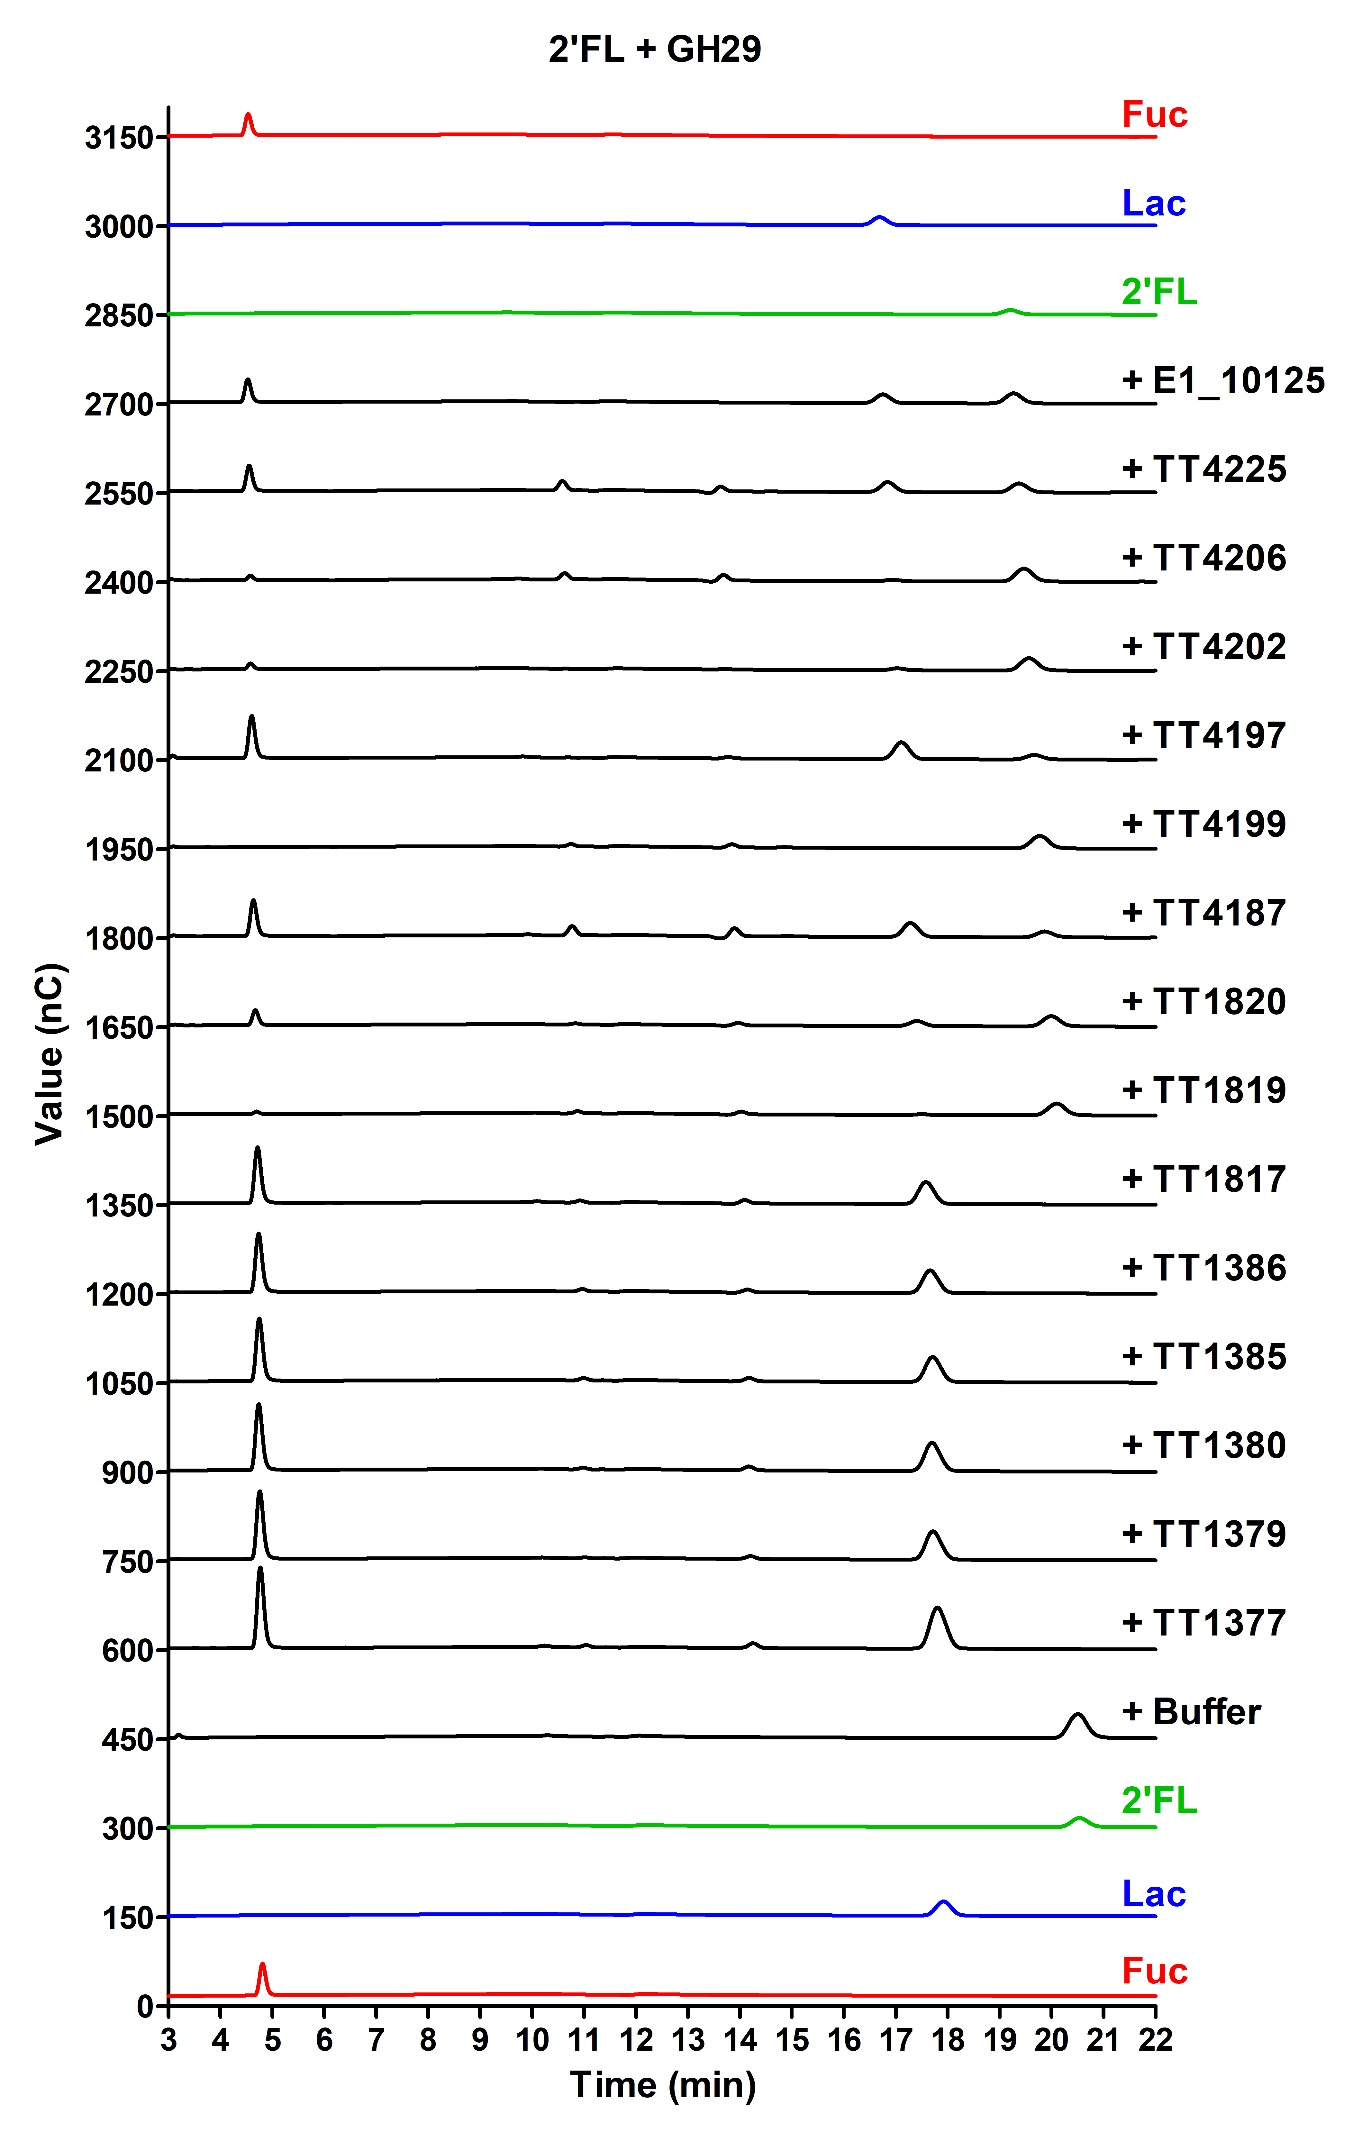 2'FL + GH29
Fuc
3150
Lac
3000
2'FL
2850
+ E1_10125
2700
+ TT4225
2550
+ TT4206
2400
+ TT4202
2250
+ TT4197
2100
+ TT4199
1950
+ TT4187
1800
+ TT1820
1650
+ TT1819
1500
+ TT1817
1350
+ TT1386
1200
+ TT1385
1050
+ TT1380
900
+ TT1379
750
+ TT1377
600
+ Buffer
450
2'FL
300
Lac
150
Fuc
0
Value (nC)
3 4 5 6 7 8 9 10 11 12 13 14 15 16 17 18 19 20 21 22
Time (min)